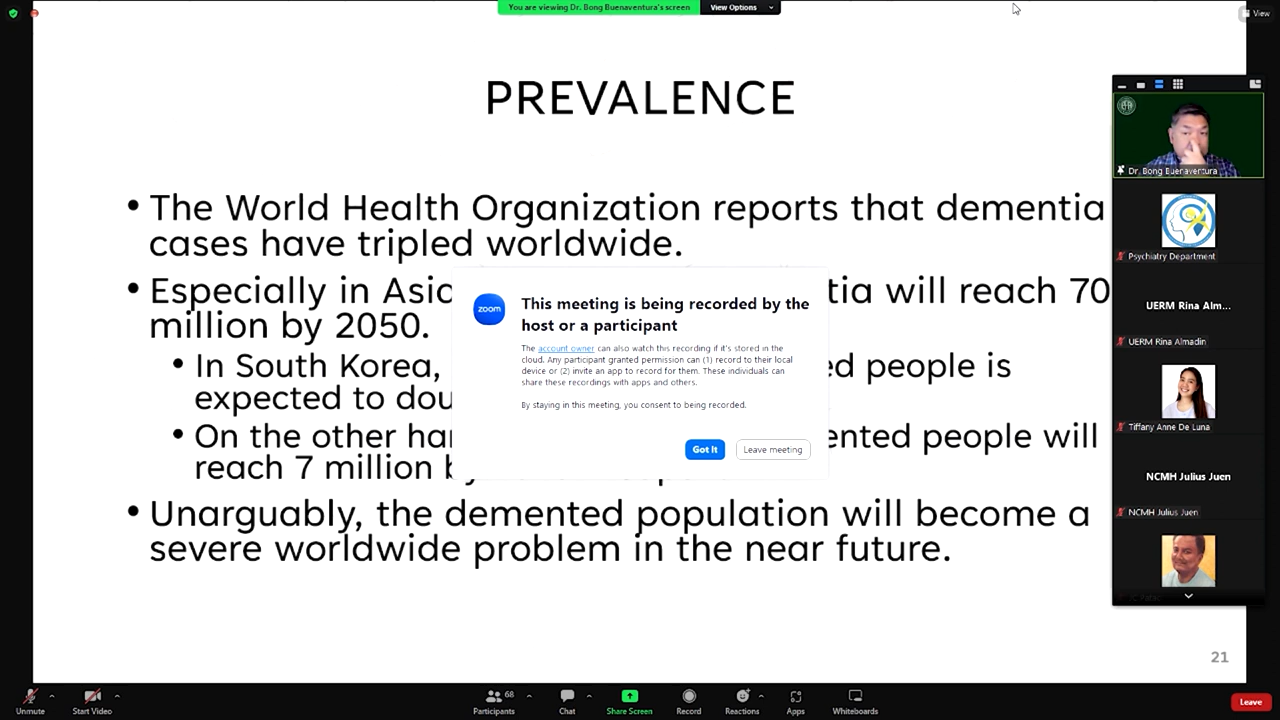 You are viewing Dr. Bong Buenaventura's screen
View Options
View
PREVALENCE
• The World Health Organization reports that dementia
cases have tripled worldwide.
• Especially in
tia will reach 70
million by 2050.
• In South Korea,
ed people is
expected to dou
• On the other ha
ented people will
reach 7 million
• Unarguably, the demented population will become a
severe worldwide problem in the near future.
21
zoom
This meeting is being recorded by the
host or a participant
The account owner can also watch this recording if it's stored in the
cloud. Any participant granted permission can (1) record to their local
device or (2) invite an app to record for them. These individuals can
share these recordings with apps and others.
By staying in this meeting, you consent to being recorded.
Got It
Leave meeting
Dr. Bong Buenaventura
Psychiatry Department
UERM Rina Alm...
UERM Rina Almadin
Tiffany Anne De Luna
NCMH Julius Juen
NCMH Julius Juen
Unmute
Start Video
68
Participants
Chat
Share Screen
Record
Reactions
Apps
Whiteboards
Leave